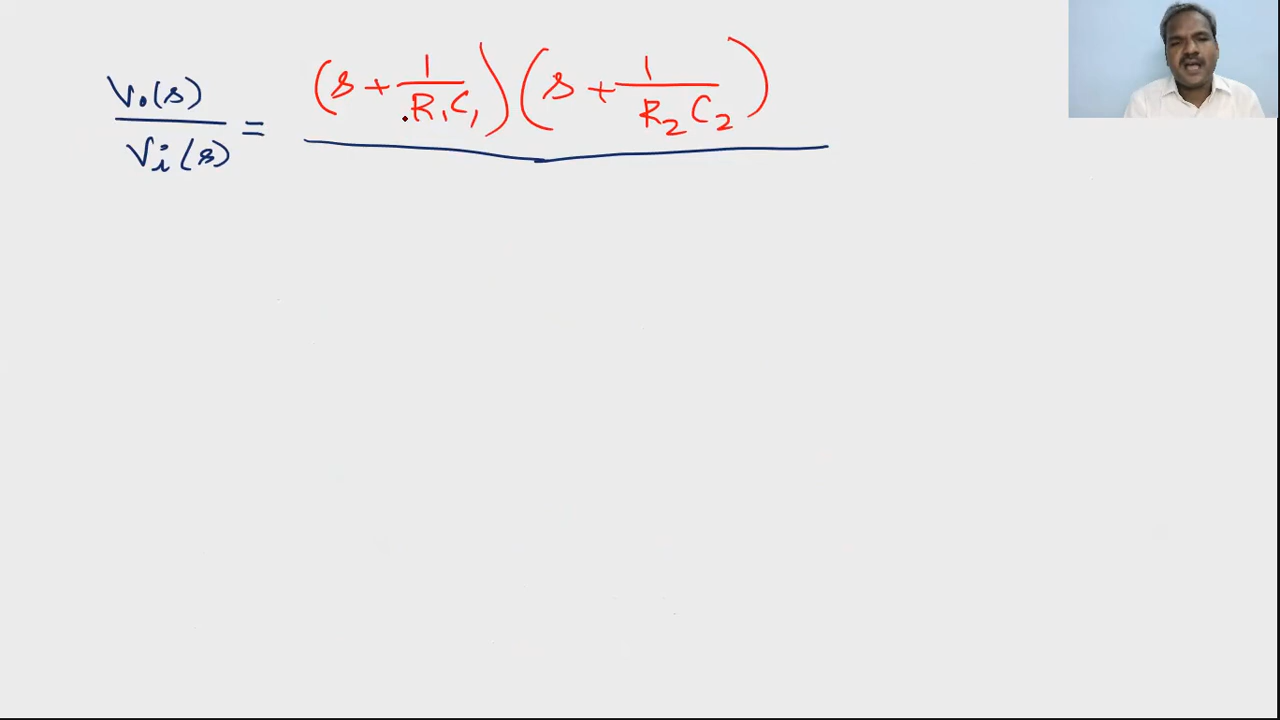 V₀(s) / Vᵢ(s) = (s + 1/R₁C₁)(s + 1/R₂C₂) /